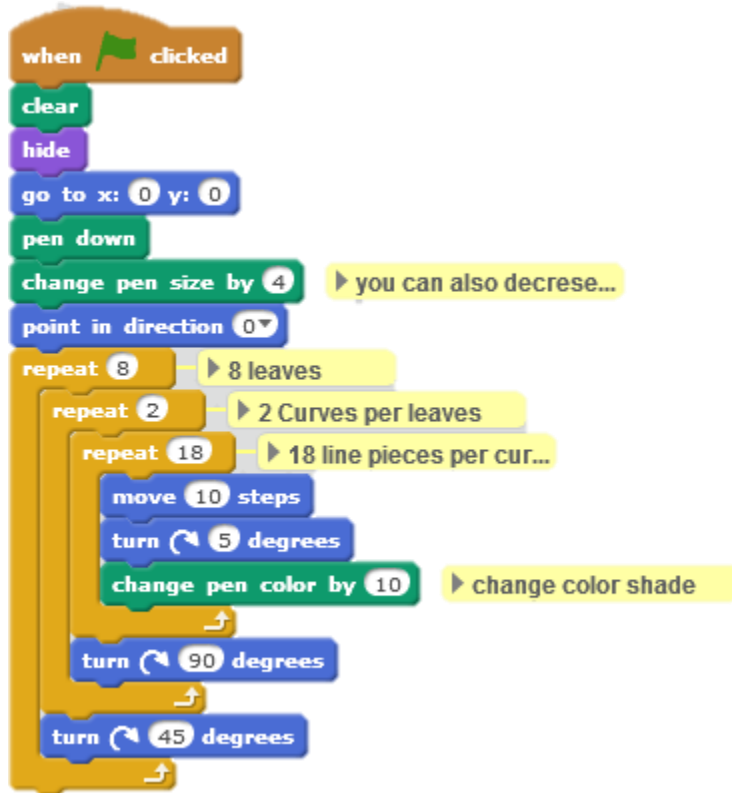 when clicked
clear
hide
go to x: 0 y: 0
pen down
change pen size by 4 you can also decrese...
point in direction 0
repeat 8 8 leaves
repeat 2 2 Curves per leaves
repeat 18 18 line pieces per cur...
move 10 steps
turn 5 degrees
change pen color by 10 change color shade
turn 90 degrees
turn 45 degrees